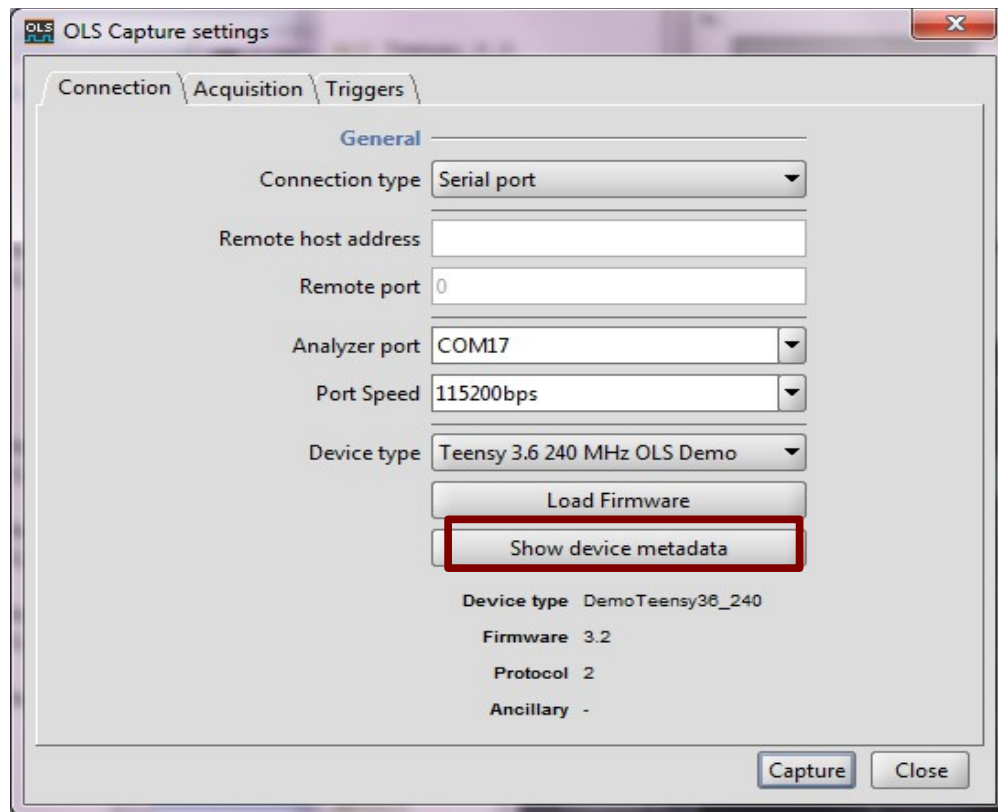 OLS OLS Capture settings
Connection Acquisition Triggers
General
Connection type Serial port
Remote host address
Remote port 0
Analyzer port COM17
Port Speed 115200bps
Device type Teensy 3.6 240 MHz OLS Demo
Load Firmware
Show device metadata
Device type DemoTeensy36_240
Firmware 3.2
Protocol 2
Ancillary -
Capture Close